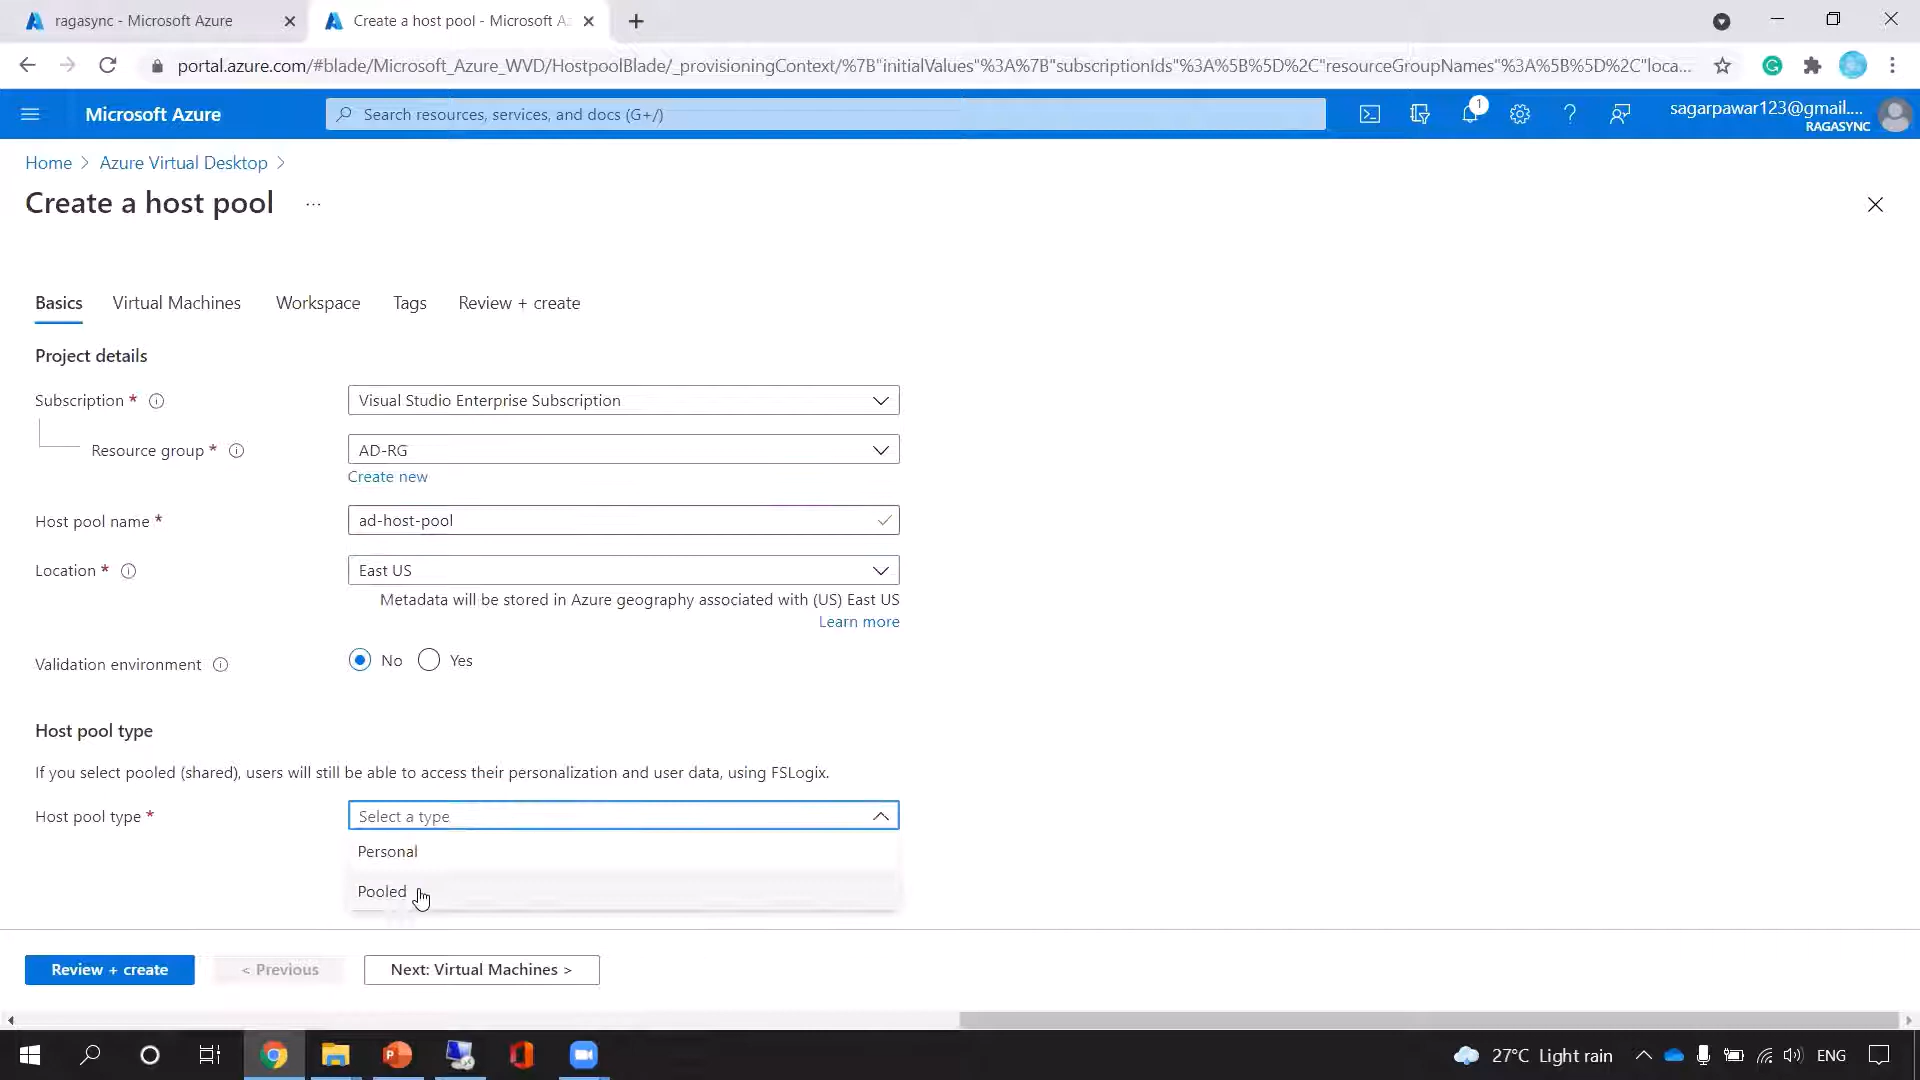 ragasync - Microsoft Azure
Create a host pool - Microsoft Az
portal.azure.com/#blade/Microsoft_Azure_WVD/HostpoolBlade/_provisioningContext/%7B"initialValues"%3A%7B"subscriptionIds"%3A%5B%5D%2C"resourceGroupNames"%3A%5B%5D%2C"loca...
Microsoft Azure
Search resources, services, and docs (G+/)
1
sagarpawar123@gmail....
RAGASYNC
Home > Azure Virtual Desktop >
Create a host pool ...
Basics
Virtual Machines
Workspace
Tags
Review + create
Project details
Subscription *
Visual Studio Enterprise Subscription
Resource group *
AD-RG
Create new
Host pool name *
ad-host-pool
Location *
East US
Metadata will be stored in Azure geography associated with (US) East US
Learn more
Validation environment
No
Yes
Host pool type
If you select pooled (shared), users will still be able to access their personalization and user data, using FSLogix.
Host pool type *
Select a type
Personal
Pooled
Review + create
< Previous
Next: Virtual Machines >
27°C Light rain
ENG